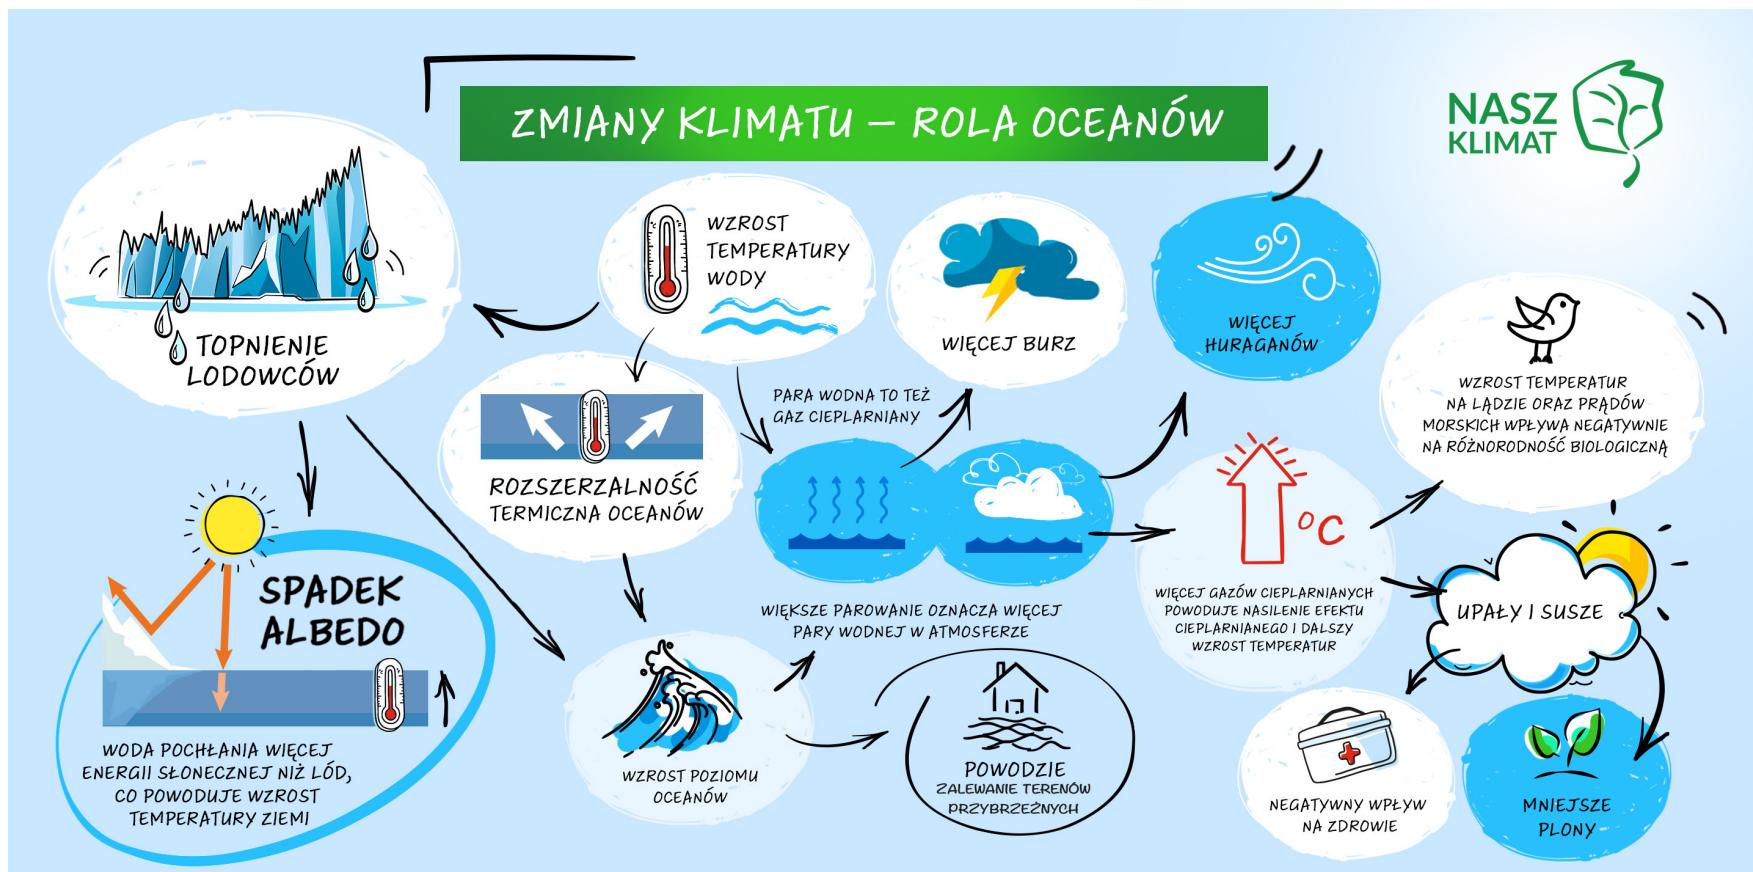 ZMIANY KLIMATU – ROLA OCEANÓW
NASZ
KLIMAT
TOPNIENIE
LODOWCÓW
WZROST
TEMPERATURY
WODY
WIĘCEJ BURZ
WIĘCEJ
HURAGANÓW
WZROST TEMPERATUR
NA LĄDZIE ORAZ PRĄDÓW
MORSKICH WPŁYWA NEGATYWNIE
NA RÓŻNORODNOŚĆ BIOLOGICZNĄ
PARA WODNA TO TEŻ
GAZ CIEPLARNIANY
ROZSZERZALNOŚĆ
TERMICZNA OCEANÓW
°C
WIĘCEJ GAZÓW CIEPLARNIANYCH
POWODUJE NASILENIE EFEKTU
CIEPLARNIANEGO I DALSZY
WZROST TEMPERATUR
SPADEK
ALBEDO
WIĘKSZE PAROWANIE OZNACZA WIĘCEJ
PARY WODNEJ W ATMOSFERZE
UPAŁY I SUSZE
WODA POCHŁANIA WIĘCEJ
ENERGII SŁONECZNEJ NIŻ LÓD,
CO POWODUJE WZROST
TEMPERATURY ZIEMI
WZROST POZIOMU
OCEANÓW
POWODZIE
ZALEWANIE TERENÓW
PRZYBRZEŻNYCH
NEGATYWNY WPŁYW
NA ZDROWIE
MNIEJSZE
PLONY